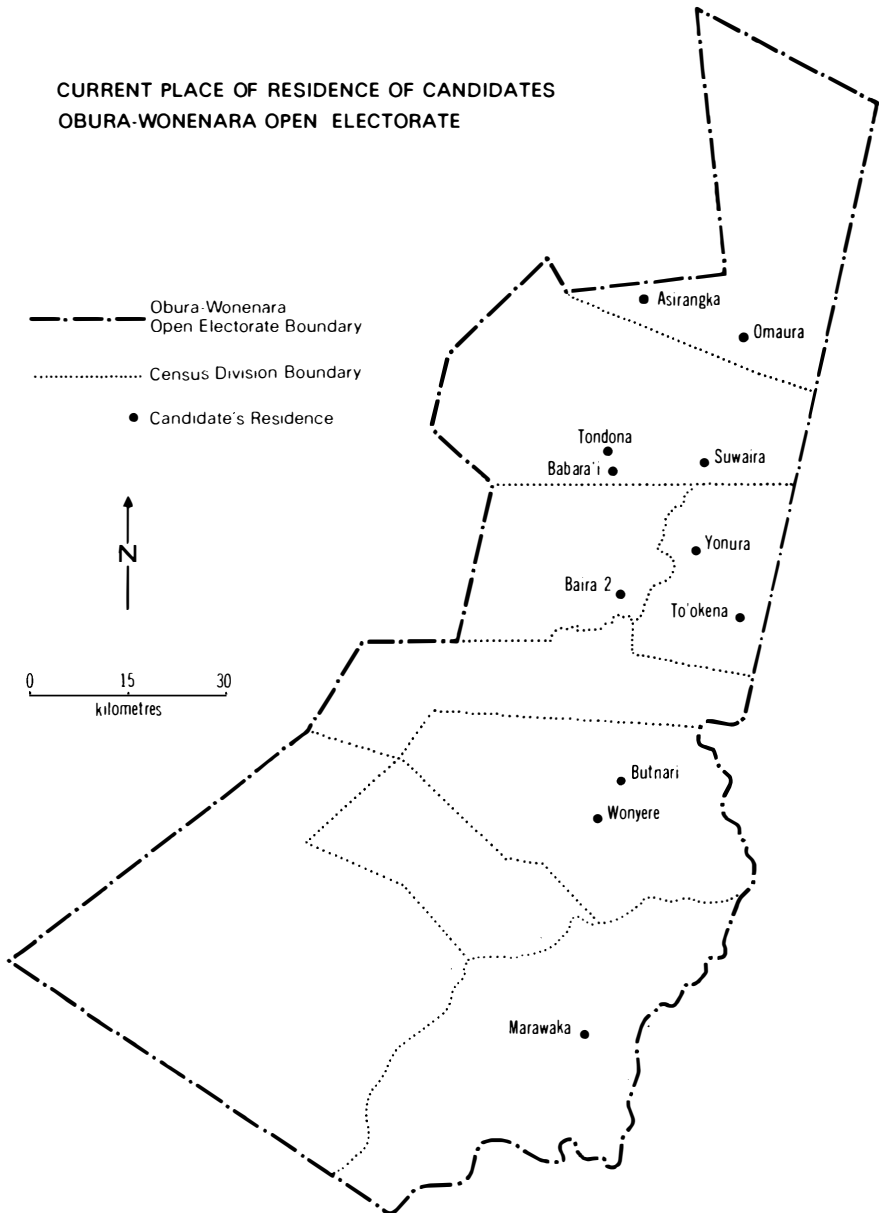 CURRENT PLACE OF RESIDENCE OF CANDIDATES
OBURA-WONENARA OPEN ELECTORATE
Obura-Wonenara
Open Electorate Boundary
Census Division Boundary
Candidate's Residence
N
0 15 30
kilometres
Asirangka
Omaura
Tondona
Babara'i
Suwaira
Yonura
Baira 2
To'okena
Butnari
Wonyere
Marawaka